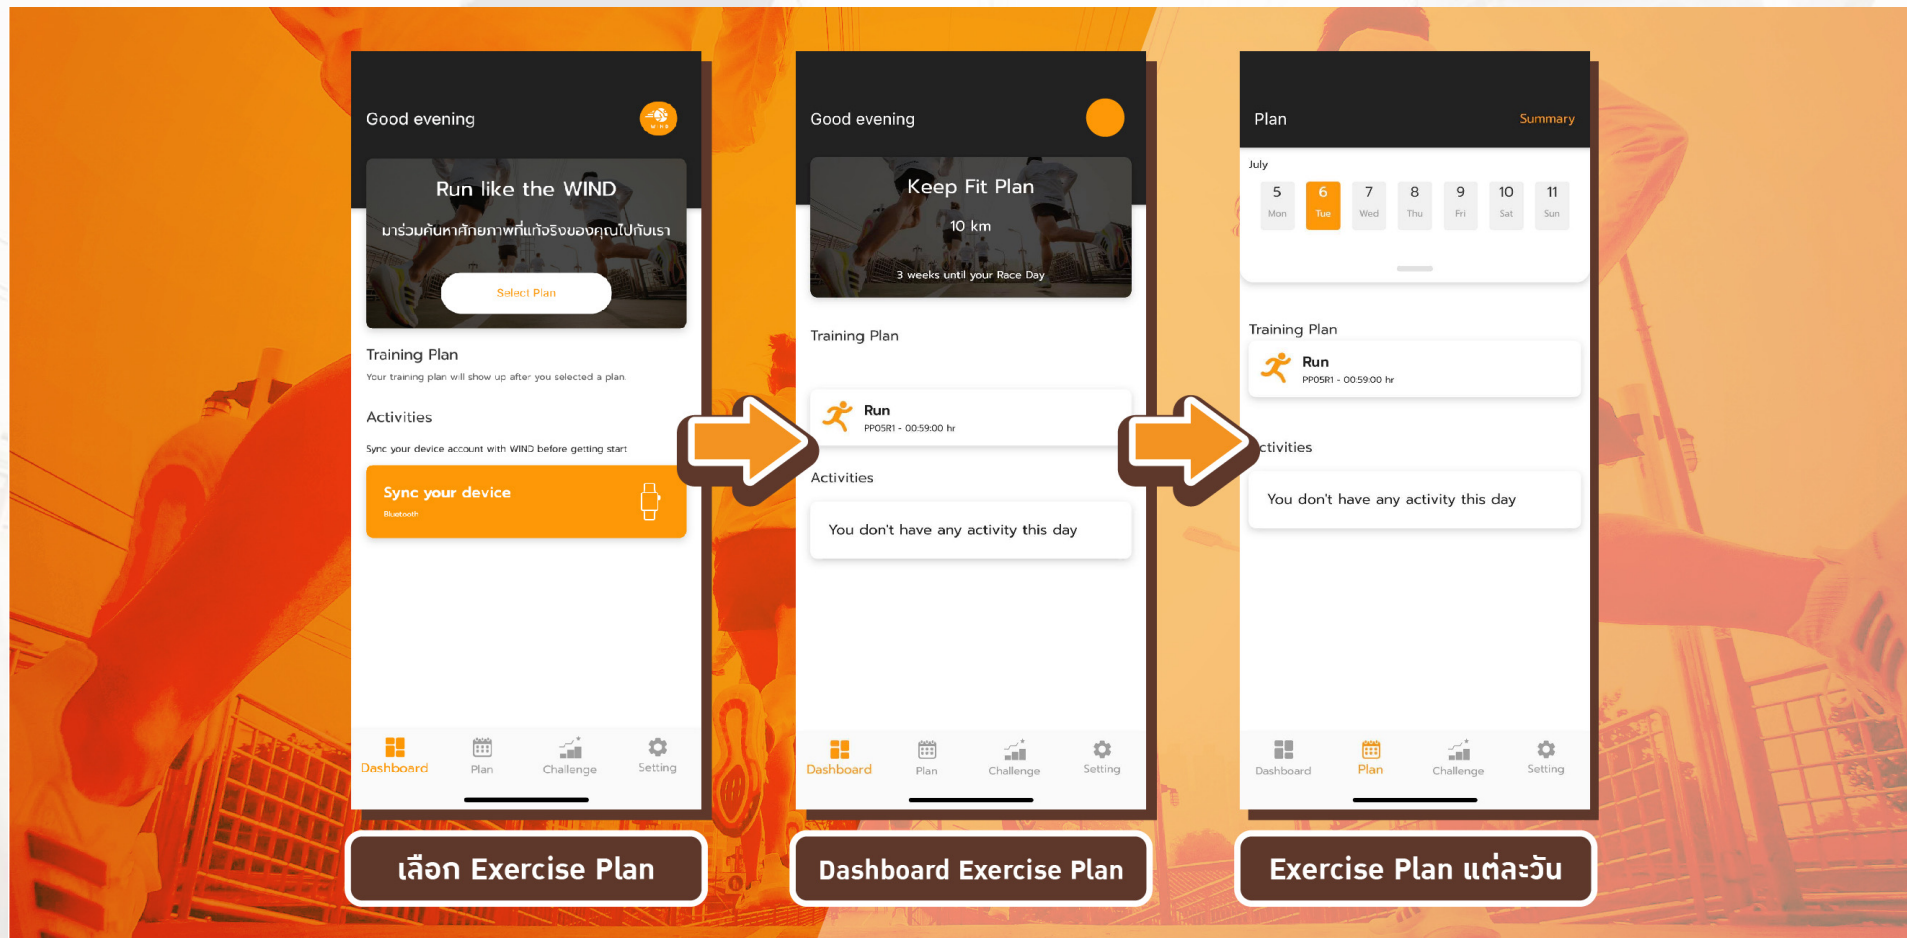 Good evening
WIND
Run like the WIND
มาร่วมค้นหาศักยภาพที่แท้จริงของคุณไปกับเรา
Select Plan
Training Plan
Your training plan will show up after you selected a plan.
Activities
Sync your device account with WIND before getting start
Sync your device
Bluetooth
Dashboard
Plan
Challenge
Setting
เลือก Exercise Plan
Good evening
Keep Fit Plan
10 km
3 weeks until your Race Day
Training Plan
Run
PP05R1 - 00:59:00 hr
Activities
You don't have any activity this day
Dashboard
Plan
Challenge
Setting
Dashboard Exercise Plan
Plan
Summary
July
5 6 7 8 9 10 11
Mon Tue Wed Thu Fri Sat Sun
Training Plan
Run
PP05R1 - 00:59:00 hr
ctivities
You don't have any activity this day
Dashboard
Plan
Challenge
Setting
Exercise Plan แต่ละวัน